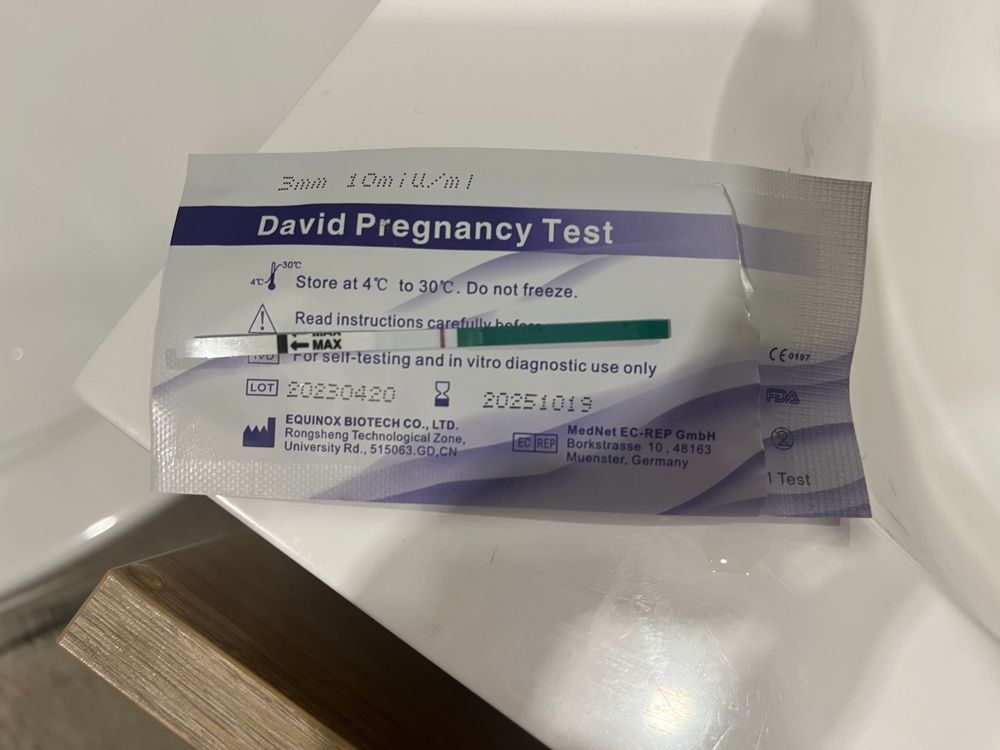 3mm 10miU/ml
David Pregnancy Test
4℃ 30℃
Store at 4℃ to 30℃. Do not freeze.
Read instructions carefully before
MAX
MAX
IVD For self-testing and in vitro diagnostic use only
CE 0197
LOT 20230420 20251019
FDA
EQUINOX BIOTECH CO., LTD.
Rongsheng Technological Zone,
University Rd., 515063.GD.CN
EC REP
MedNet EC-REP GmbH
Borkstrasse 10, 48163
Muenster, Germany
2
1 Test